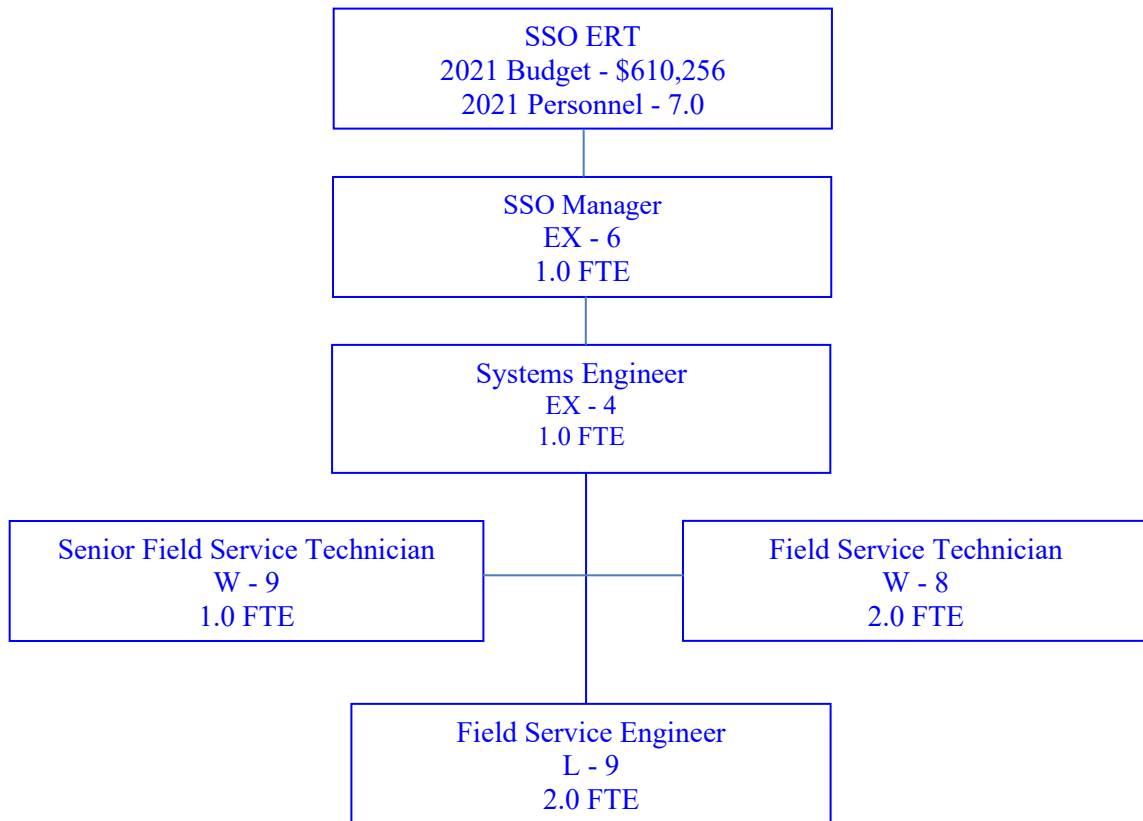 SSO ERT
2021 Budget - $610,256
2021 Personnel - 7.0
SSO Manager
EX - 6
1.0 FTE
Systems Engineer
EX - 4
1.0 FTE
Senior Field Service Technician
W - 9
1.0 FTE
Field Service Technician
W - 8
2.0 FTE
Field Service Engineer
L - 9
2.0 FTE